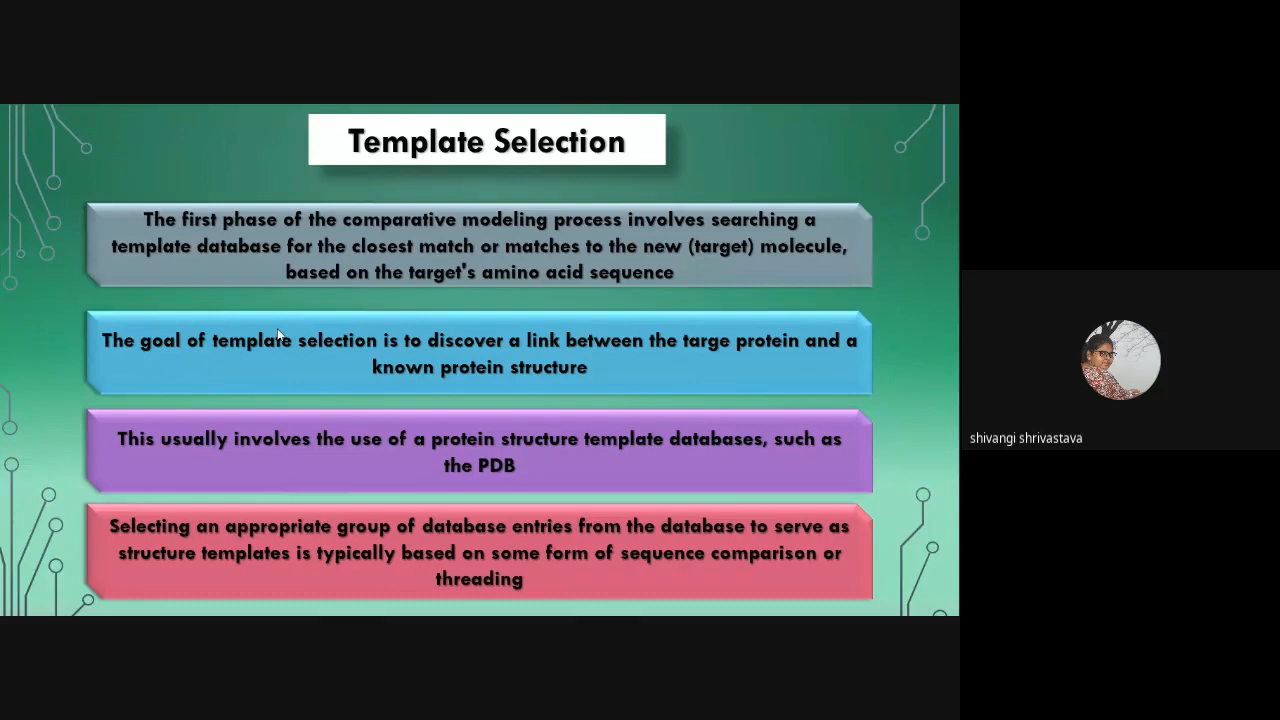 Template Selection
The first phase of the comparative modeling process involves searching a
template database for the closest match or matches to the new (target) molecule,
based on the target's amino acid sequence
The goal of template selection is to discover a link between the targe protein and a
known protein structure
This usually involves the use of a protein structure template databases, such as
the PDB
Selecting an appropriate group of database entries from the database to serve as
structure templates is typically based on some form of sequence comparison or
threading
shivangi shrivastava